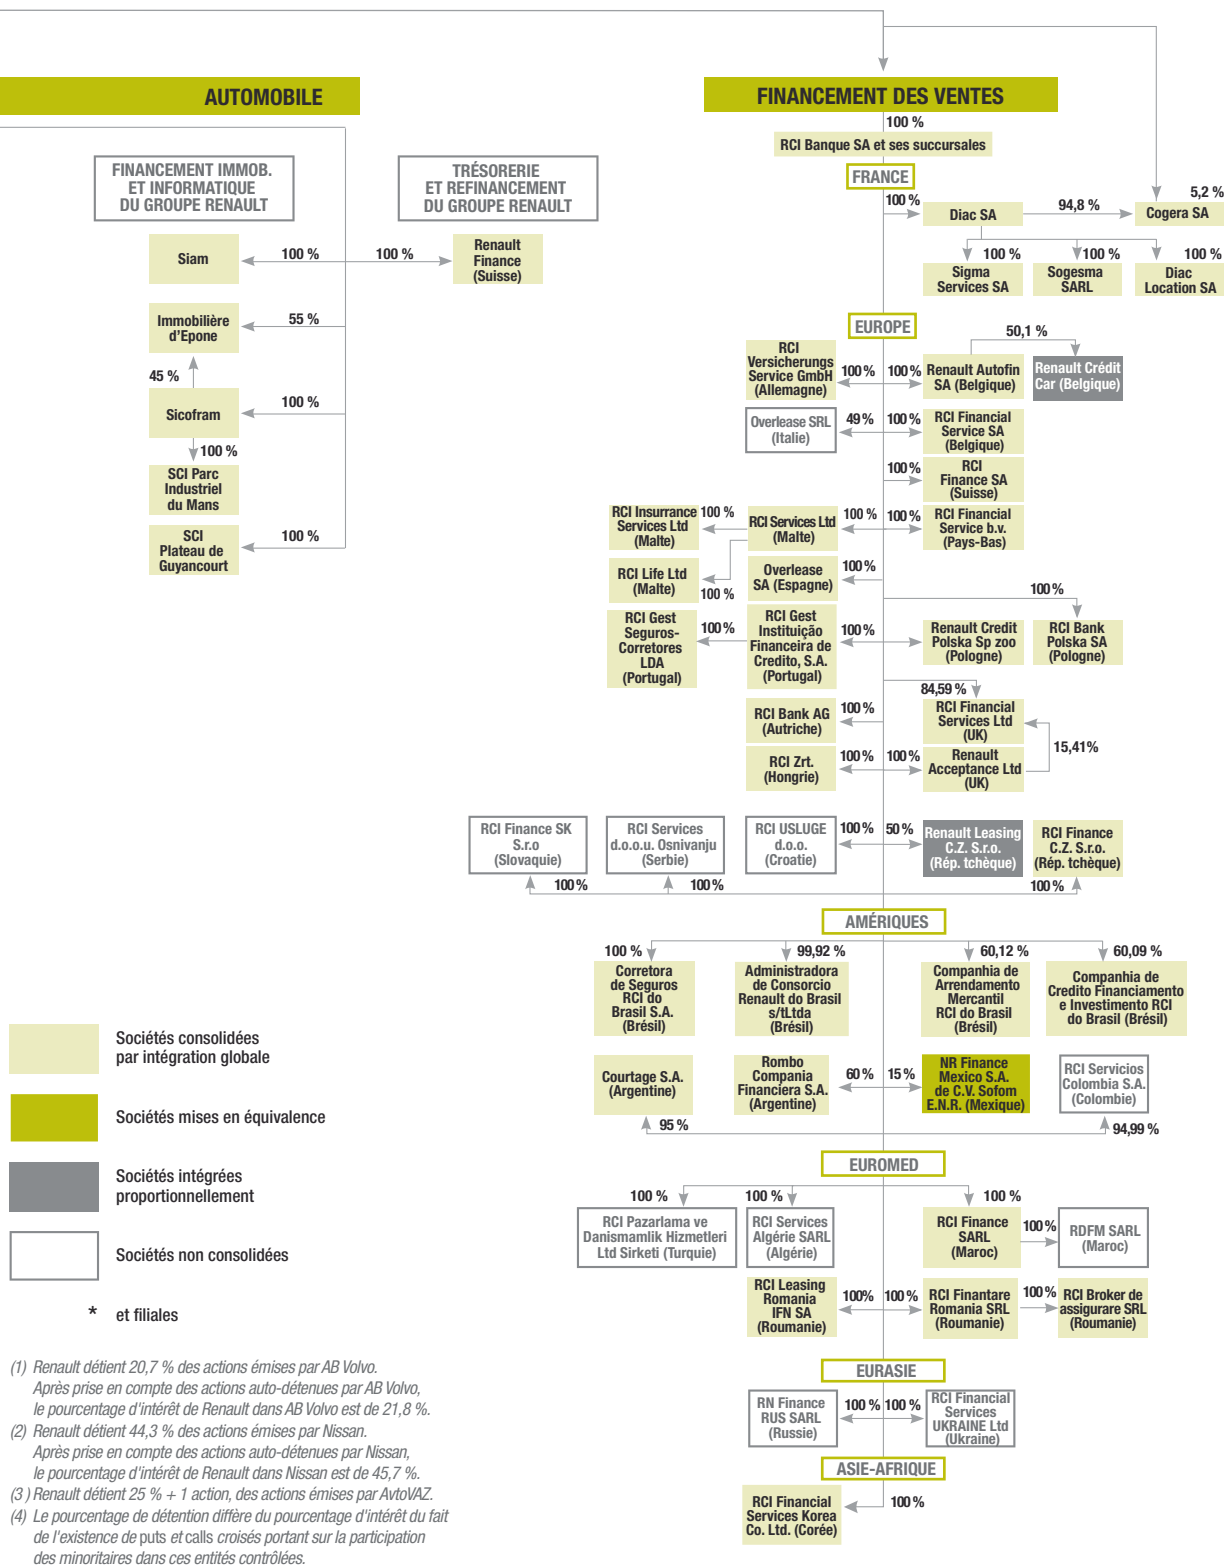 AUTOMOBILE
FINANCEMENT IMMOB.
ET INFORMATIQUE
DU GROUPE RENAULT
TRÉSORERIE
ET REFINANCEMENT
DU GROUPE RENAULT
Siam
100 %
100 %
Renault
Finance
(Suisse)
Immobilière
d'Epone
55 %
45 %
Sicofram
100 %
100 %
SCI Parc
Industriel
du Mans
SCI
Plateau de
Guyancourt
100 %
FINANCEMENT DES VENTES
100 %
RCI Banque SA et ses succursales
FRANCE
100 %
Diac SA
94,8 %
5,2 %
Cogera SA
100 %
100 %
100 %
Sigma
Services SA
Sogesma
SARL
Diac
Location SA
EUROPE
50,1 %
RCI
Versicherungs
Service GmbH
(Allemagne)
100 %
100 %
Renault Autofin
SA (Belgique)
Renault Crédit
Car (Belgique)
Overlease SRL
(Italie)
49 %
100 %
RCI Financial
Service SA
(Belgique)
100 %
RCI
Finance SA
(Suisse)
RCI Insurrance
Services Ltd
(Malte)
100 %
RCI Services Ltd
(Malte)
100 %
100 %
RCI Financial
Service b.v.
(Pays-Bas)
RCI Life Ltd
(Malte)
100 %
Overlease
SA (Espagne)
100 %
100 %
RCI Gest
Seguros-
Corretores
LDA
(Portugal)
100 %
RCI Gest
Instituição
Financeira de
Credito, S.A.
(Portugal)
100 %
Renault Credit
Polska Sp zoo
(Pologne)
RCI Bank
Polska SA
(Pologne)
84,59 %
RCI Bank AG
(Autriche)
100 %
RCI Financial
Services Ltd
(UK)
15,41%
RCI Zrt.
(Hongrie)
100 %
100 %
Renault
Acceptance Ltd
(UK)
RCI Finance SK
S.r.o
(Slovaquie)
RCI Services
d.o.o.u. Osnivanju
(Serbie)
RCI USLUGE
d.o.o.
(Croatie)
100 %
50 %
Renault Leasing
C.Z. S.r.o.
(Rép. tchèque)
RCI Finance
C.Z. S.r.o.
(Rép. tchèque)
100 %
100 %
100 %
AMÉRIQUES
100 %
99,92 %
60,12 %
60,09 %
Corretora
de Seguros
RCI do
Brasil S.A.
(Brésil)
Administradora
de Consorcio
Renault do Brasil
s/tLtda
(Brésil)
Companhia de
Arrendamento
Mercantil
RCI do Brasil
(Brésil)
Companhia de
Credito Financiamento
e Investimento RCI
do Brasil (Brésil)
Courtage S.A.
(Argentine)
Rombo
Compania
Financiera S.A.
(Argentine)
60 %
15 %
NR Finance
Mexico S.A.
de C.V. Sofom
E.N.R. (Mexique)
RCI Servicios
Colombia S.A.
(Colombie)
95 %
94,99 %
EUROMED
100 %
100 %
100 %
RCI Pazarlama ve
Danismamlik Hizmetleri
Ltd Sirketi (Turquie)
RCI Services
Algérie SARL
(Algérie)
RCI Finance
SARL
(Maroc)
100 %
RDFM SARL
(Maroc)
RCI Leasing
Romania
IFN SA
(Roumanie)
100%
100 %
RCI Finantare
Romania SRL
(Roumanie)
100 %
RCI Broker de
assigurare SRL
(Roumanie)
EURASIE
RN Finance
RUS SARL
(Russie)
100 %
100 %
RCI Financial
Services
UKRAINE Ltd
(Ukraine)
ASIE-AFRIQUE
RCI Financial
Services Korea
Co. Ltd. (Corée)
100 %
Sociétés consolidées
par intégration globale
Sociétés mises en équivalence
Sociétés intégrées
proportionnellement
Sociétés non consolidées
* et filiales
(1) Renault détient 20,7 % des actions émises par AB Volvo.
Après prise en compte des actions auto-détenues par AB Volvo,
le pourcentage d'intérêt de Renault dans AB Volvo est de 21,8 %.
(2) Renault détient 44,3 % des actions émises par Nissan.
Après prise en compte des actions auto-détenues par Nissan,
le pourcentage d'intérêt de Renault dans Nissan est de 45,7 %.
(3 ) Renault détient 25 % + 1 action, des actions émises par AvtoVAZ.
(4) Le pourcentage de détention diffère du pourcentage d'intérêt du fait
de l'existence de puts et calls croisés portant sur la participation
des minoritaires dans ces entités contrôlées.